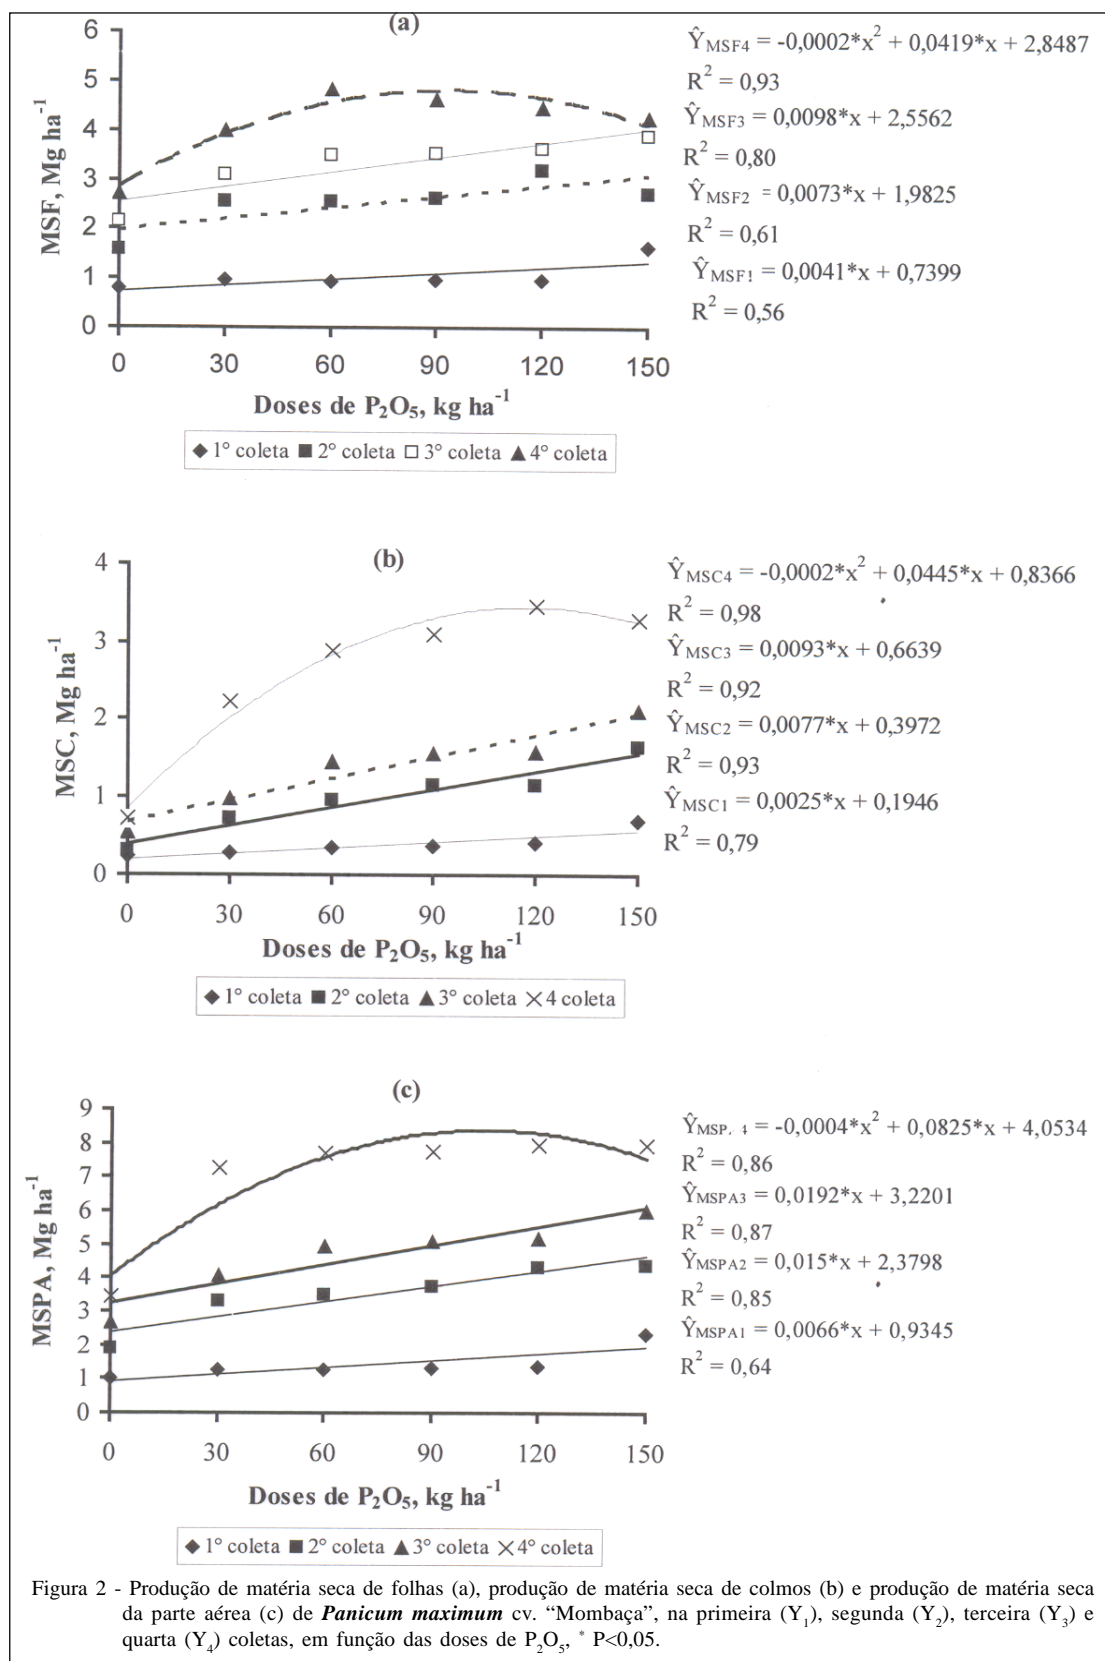 (a)
MSF, Mg ha⁻¹
6
5
4
3
2
1
0
0 30 60 90 120 150
Doses de P₂O₅, kg ha⁻¹
◆ 1° coleta ■ 2° coleta □ 3° coleta ▲ 4° coleta
Ŷ_MSF4 = -0,0002*x² + 0,0419*x + 2,8487
R² = 0,93
Ŷ_MSF3 = 0,0098*x + 2,5562
R² = 0,80
Ŷ_MSF2 = 0,0073*x + 1,9825
R² = 0,61
Ŷ_MSF1 = 0,0041*x + 0,7399
R² = 0,56
(b)
MSC, Mg ha⁻¹
4
3
2
1
0
0 30 60 90 120 150
Doses de P₂O₅, kg ha⁻¹
◆ 1° coleta ■ 2° coleta ▲ 3° coleta × 4 coleta
Ŷ_MSC4 = -0,0002*x² + 0,0445*x + 0,8366
R² = 0,98
Ŷ_MSC3 = 0,0093*x + 0,6639
R² = 0,92
Ŷ_MSC2 = 0,0077*x + 0,3972
R² = 0,93
Ŷ_MSC1 = 0,0025*x + 0,1946
R² = 0,79
(c)
MSPA, Mg ha⁻¹
9
8
7
6
5
4
3
2
1
0
0 30 60 90 120 150
Doses de P₂O₅, kg ha⁻¹
◆ 1° coleta ■ 2° coleta ▲ 3° coleta × 4° coleta
= -0,0004*x² + 0,0825*x + 4,0534
R² = 0,86
Ŷ_MSPA3 = 0,0192*x + 3,2201
R² = 0,87
Ŷ_MSPA2 = 0,015*x + 2,3798
R² = 0,85
Ŷ_MSPA1 = 0,0066*x + 0,9345
R² = 0,64
Figura 2 - Produção de matéria seca de folhas (a), produção de matéria seca de colmos (b) e produção de matéria seca
da parte aérea (c) de Panicum maximum cv. “Mombaça”, na primeira (Y₁), segunda (Y₂), terceira (Y₃) e
quarta (Y₄) coletas, em função das doses de P₂O₅, * P<0,05.